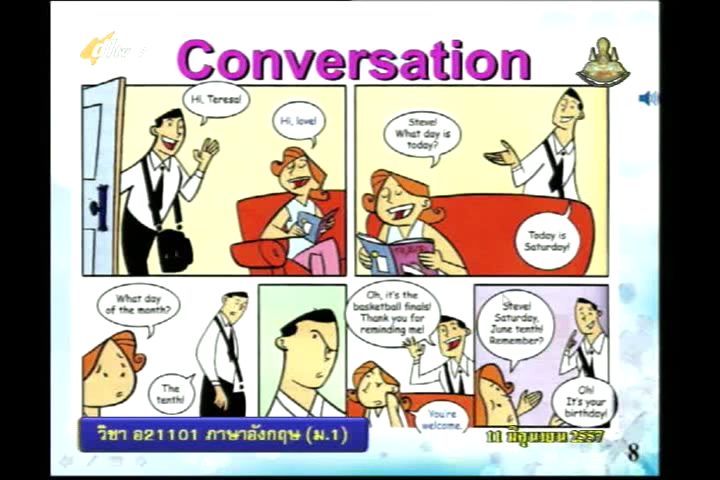 Conversation
Hi, Teresa!
Hi, love!
Steve!
What day is
today?
Today is
Saturday!
What day
of the month?
The
tenth!
Oh, it's the
basketball finals!
Thank you for
reminding me!
You're
welcome.
Steve!
Saturday,
June tenth!
Remember?
Oh!
It's your
birthday!
วิชา อ21101 ภาษาอังกฤษ (ม.1)
11 มิถุนายน 2557
8